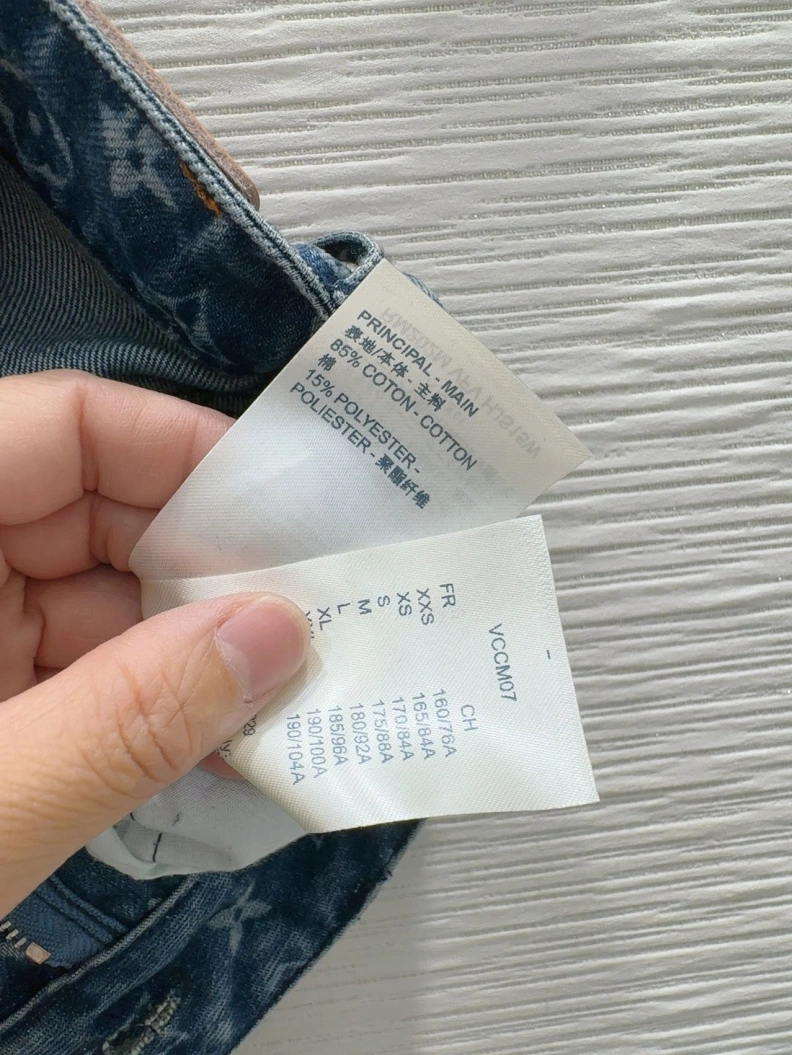 PRINCIPAL - MAIN
表地/本体 - 主料
85% COTON - COTTON
棉
15% POLYESTER -
POLIESTER - 聚酯纤维
VCCM07
FR CH
XXS 160/76A
XS 165/84A
S 170/84A
M 175/88A
L 180/92A
XL 185/96A
190/100A
190/104A